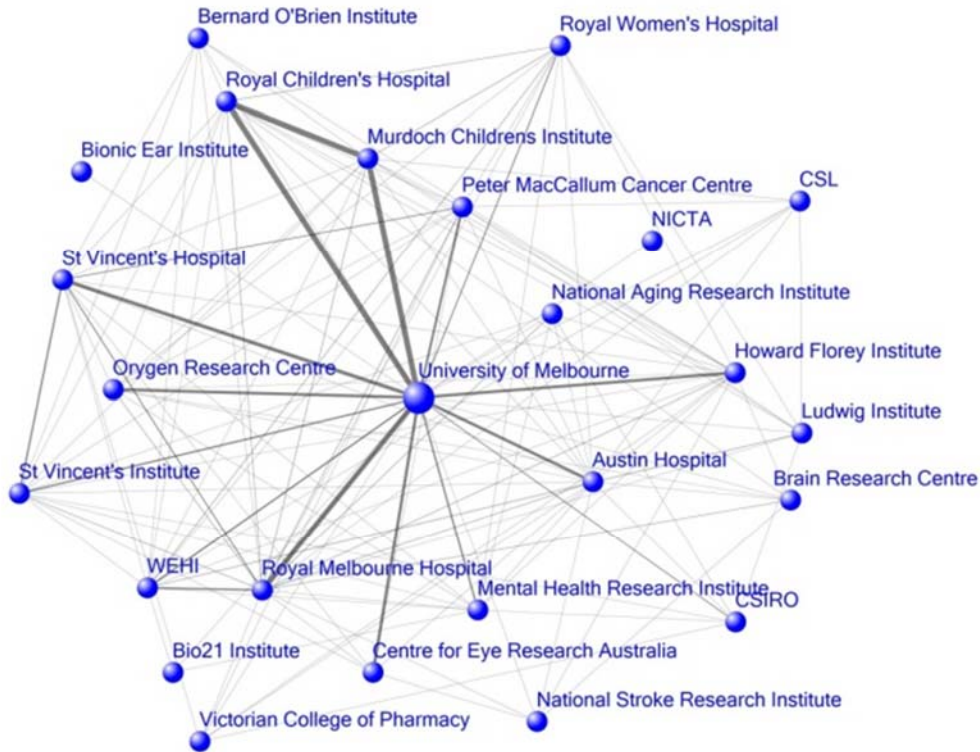 Bernard O'Brien Institute
Royal Women's Hospital
Royal Children's Hospital
Murdoch Childrens Institute
Bionic Ear Institute
Peter MacCallum Cancer Centre
CSL
NICTA
St Vincent's Hospital
National Aging Research Institute
Howard Florey Institute
Orygen Research Centre
University of Melbourne
Ludwig Institute
Austin Hospital
St Vincent's Institute
Brain Research Centre
WEHI
Royal Melbourne Hospital
Mental Health Research Institute
CSIRO
Bio21 Institute
Centre for Eye Research Australia
National Stroke Research Institute
Victorian College of Pharmacy